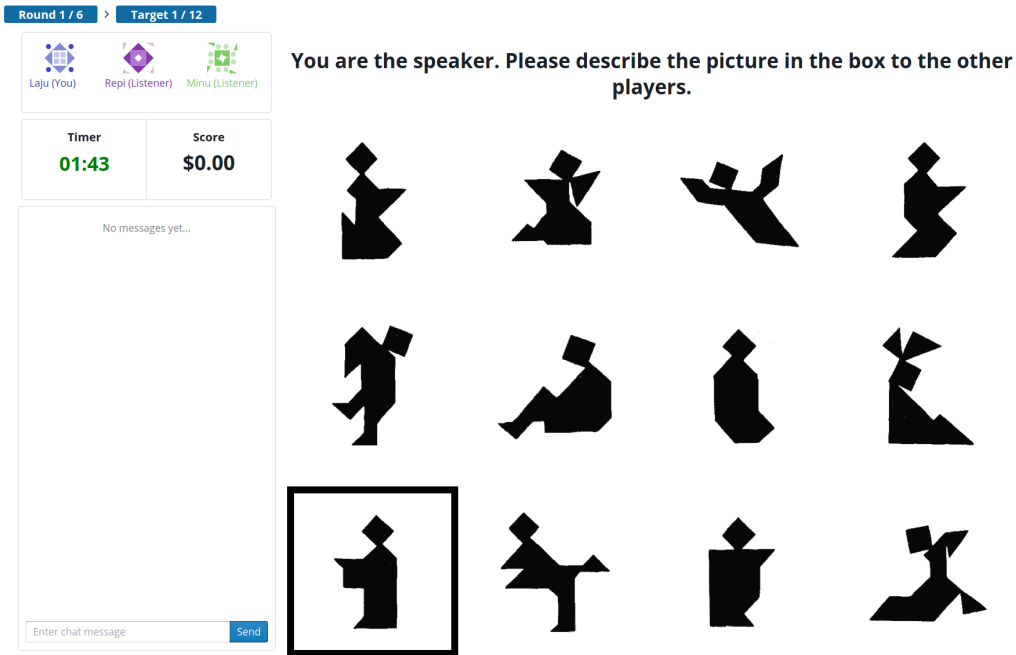 Round 1 / 6 > Target 1 / 12
Laju (You) Repi (Listener) Minu (Listener)
You are the speaker. Please describe the picture in the box to the other
players.
Timer Score
01:43 $0.00
No messages yet...
Enter chat message Send